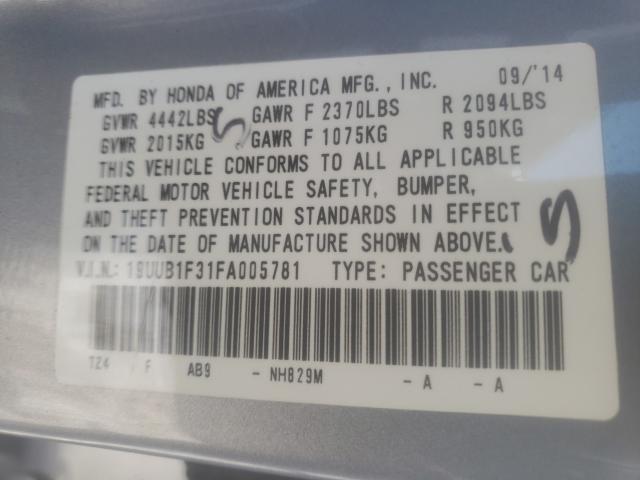 MFD. BY HONDA OF AMERICA MFG., INC. 09/'14
GVWR 4442LBS GAWR F 2370LBS R 2094LBS
GVWR 2015KG GAWR F 1075KG R 950KG
THIS VEHICLE CONFORMS TO ALL APPLICABLE
FEDERAL MOTOR VEHICLE SAFETY, BUMPER,
AND THEFT PREVENTION STANDARDS IN EFFECT
ON THE DATE OF MANUFACTURE SHOWN ABOVE.
V.I.N.: 19UUB1F31FA005781 TYPE: PASSENGER CAR
TZ4 / F AB9 - NH829M - A - A